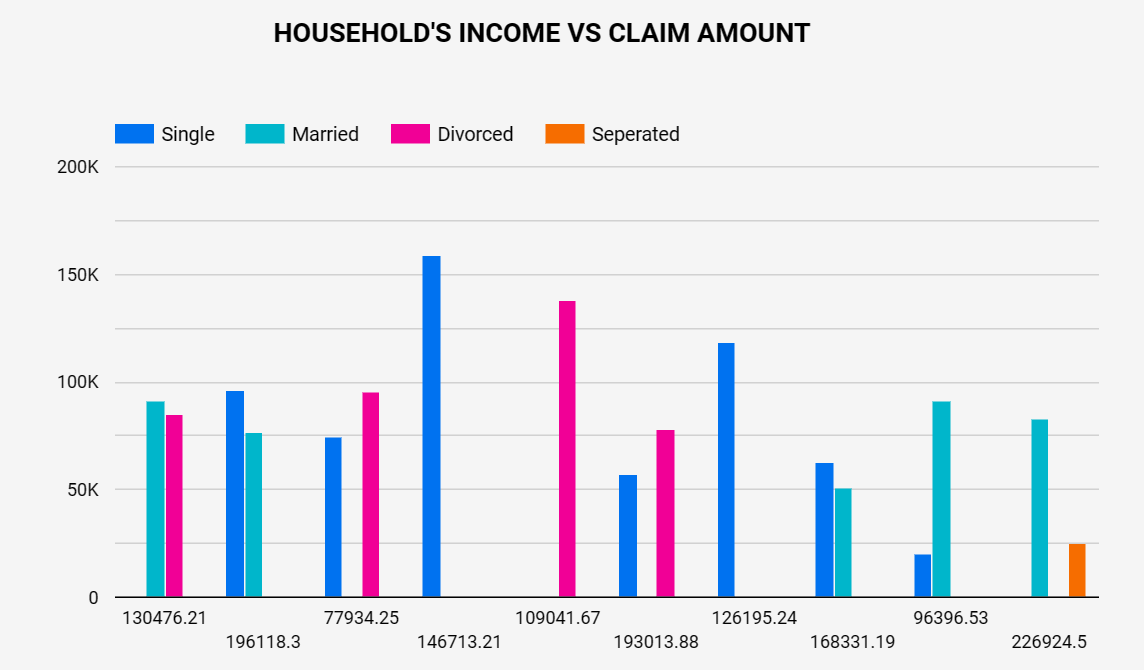 HOUSEHOLD'S INCOME VS CLAIM AMOUNT
Single Married Divorced Seperated
200K
150K
100K
50K
0
130476.21 77934.25 109041.67 126195.24 96396.53
196118.3 146713.21 193013.88 168331.19 226924.5